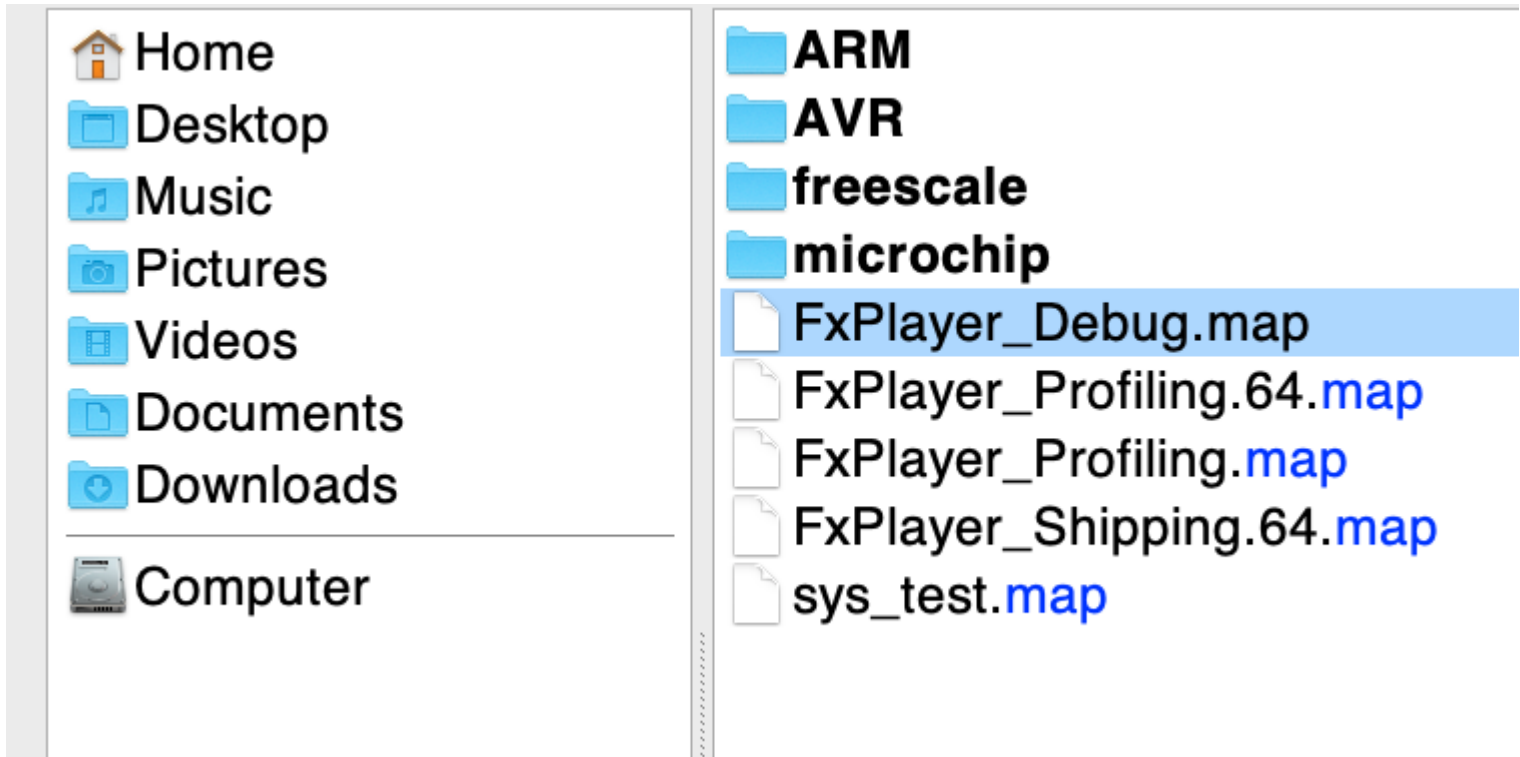 Home
Desktop
Music
Pictures
Videos
Documents
Downloads
Computer
ARM
AVR
freescale
microchip
FxPlayer_Debug.map
FxPlayer_Profiling.64.map
FxPlayer_Profiling.map
FxPlayer_Shipping.64.map
sys_test.map